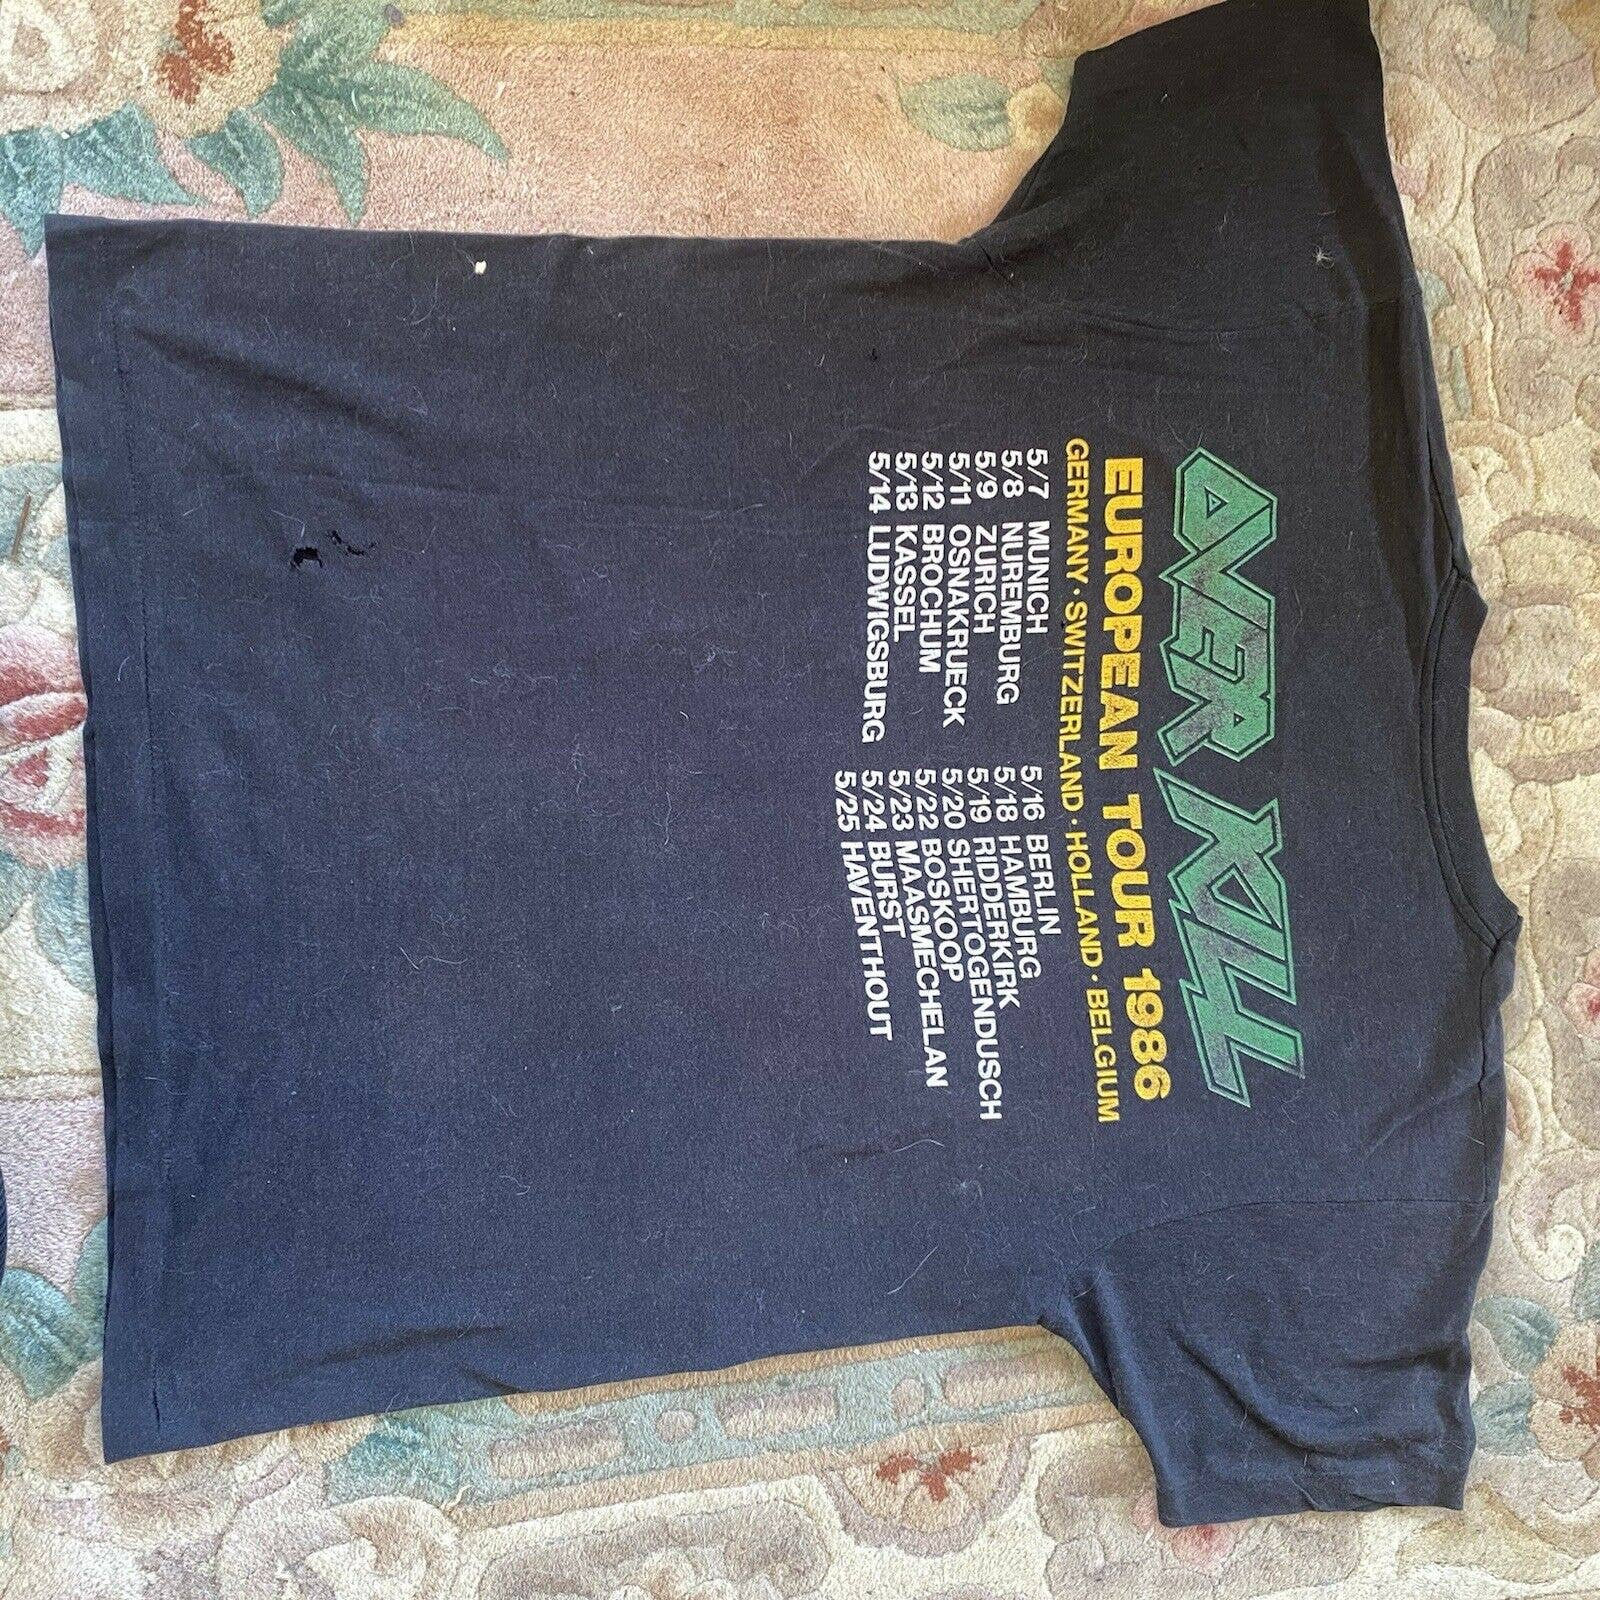 OVERKILL
EUROPEAN TOUR 1986
GERMANY · SWITZERLAND · HOLLAND · BELGIUM
5/7 MUNICH
5/8 NUREMBURG
5/9 ZURICH
5/11 OSNAKRUECK
5/12 BROCHUM
5/13 KASSEL
5/14 LUDWIGSBURG
5/16 BERLIN
5/18 HAMBURG
5/19 RIDDERKIRK
5/20 SHERTOGENDUSCH
5/22 BOSKOOP
5/23 MAASMECHELAN
5/24 BURST
5/25 HAVENTHOUT